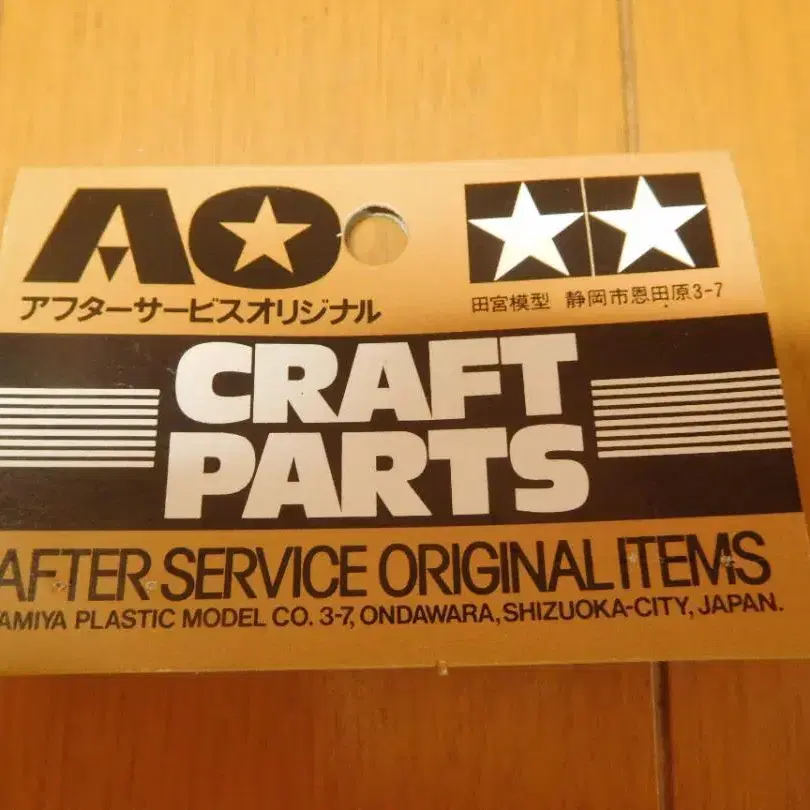 AO
アフターサービスオリジナル
田宮模型 静岡市恩田原3-7
CRAFT
PARTS
AFTER SERVICE ORIGINAL ITEMS
AMIYA PLASTIC MODEL CO. 3-7, ONDAWARA, SHIZUOKA-CITY, JAPAN.